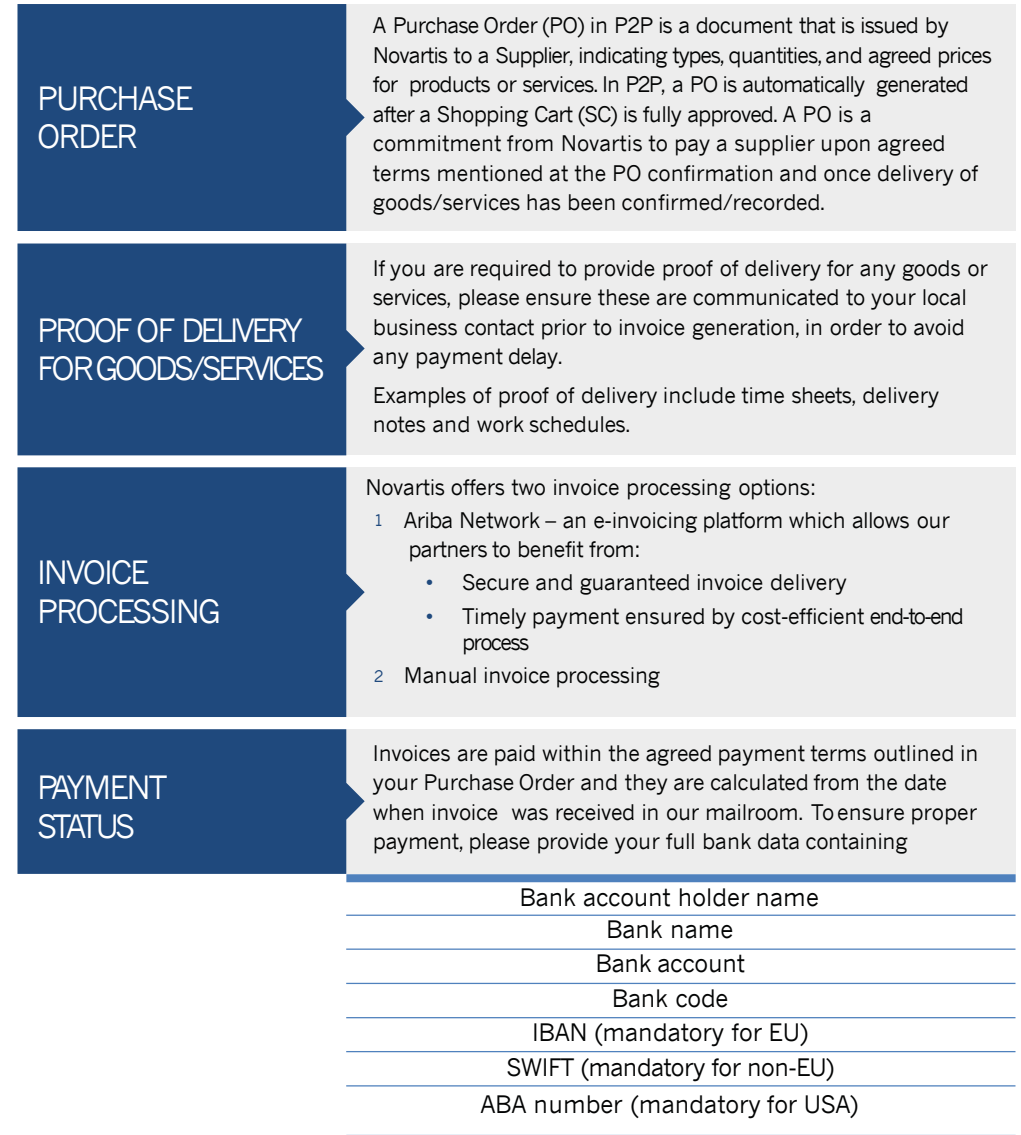 PURCHASE
ORDER
A Purchase Order (PO) in P2P is a document that is issued by
Novartis to a Supplier, indicating types, quantities, and agreed prices
for products or services. In P2P, a PO is automatically generated
after a Shopping Cart (SC) is fully approved. A PO is a
commitment from Novartis to pay a supplier upon agreed
terms mentioned at the PO confirmation and once delivery of
goods/services has been confirmed/recorded.
PROOF OF DELIVERY
FOR GOODS/SERVICES
If you are required to provide proof of delivery for any goods or
services, please ensure these are communicated to your local
business contact prior to invoice generation, in order to avoid
any payment delay.
Examples of proof of delivery include time sheets, delivery
notes and work schedules.
INVOICE
PROCESSING
Novartis offers two invoice processing options:
1 Ariba Network – an e-invoicing platform which allows our
partners to benefit from:
• Secure and guaranteed invoice delivery
• Timely payment ensured by cost-efficient end-to-end
process
2 Manual invoice processing
PAYMENT
STATUS
Invoices are paid within the agreed payment terms outlined in
your Purchase Order and they are calculated from the date
when invoice was received in our mailroom. To ensure proper
payment, please provide your full bank data containing
Bank account holder name
Bank name
Bank account
Bank code
IBAN (mandatory for EU)
SWIFT (mandatory for non-EU)
ABA number (mandatory for USA)